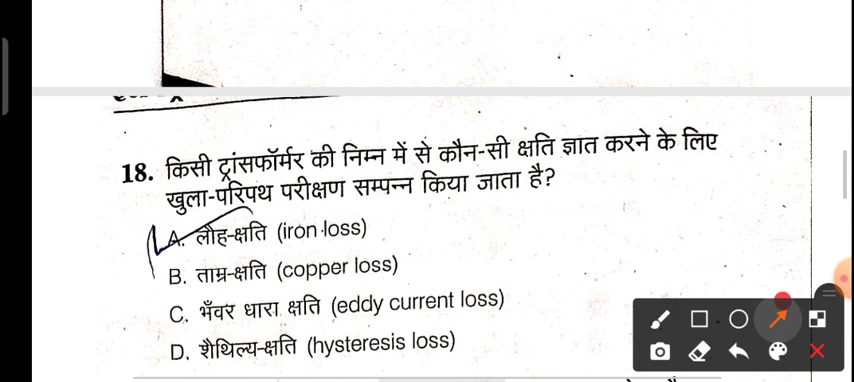 18. किसी ट्रांसफॉर्मर की निम्न में से कौन-सी क्षति ज्ञात करने के लिए
खुला-परिपथ परीक्षण सम्पन्न किया जाता है?
A. लौह-क्षति (iron loss)
B. ताम्र-क्षति (copper loss)
C. भँवर धारा क्षति (eddy current loss)
D. शैथिल्य-क्षति (hysteresis loss)